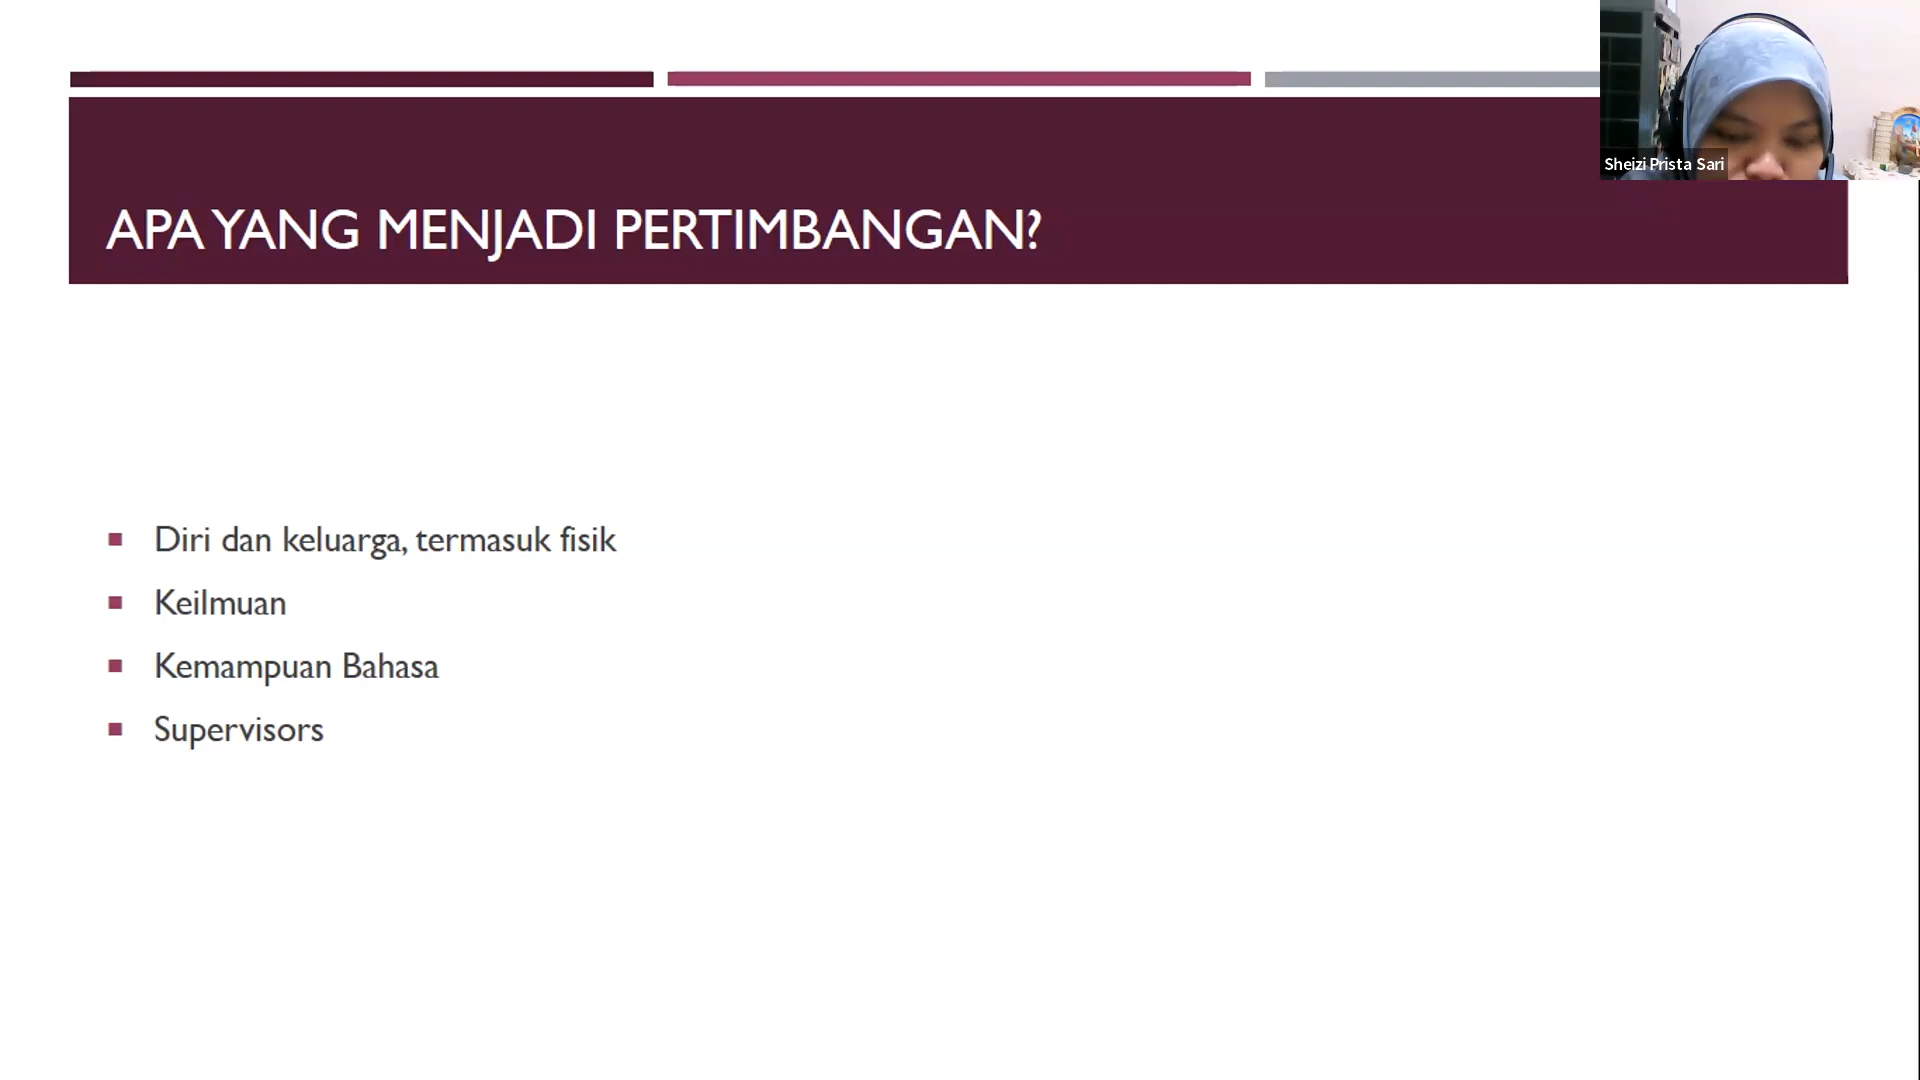 Sheizi Prista Sari
APA YANG MENJADI PERTIMBANGAN?
Diri dan keluarga, termasuk fisik
Keilmuan
Kemampuan Bahasa
Supervisors